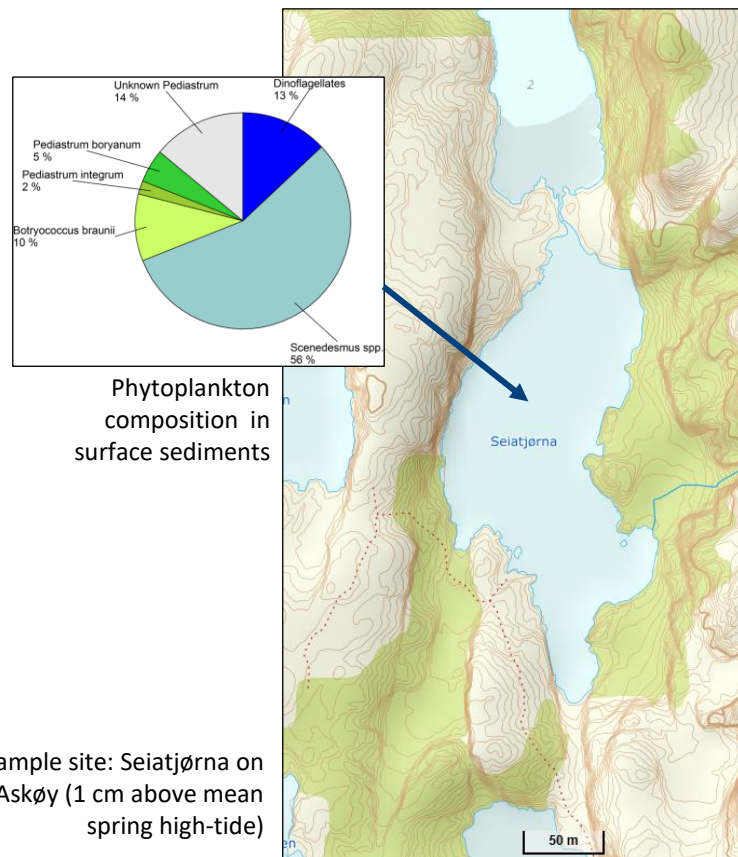 2
Unknown Pediastrum
14 %
Dinoflagellates
13 %
Pediastrum boryanum
5 %
Pediastrum integrum
2 %
Botryococcus braunii
10 %
Scenedesmus spp.
56 %
Phytoplankton
composition in
surface sediments
n
Seiatjørna
ample site: Seiatjørna on
Askøy (1 cm above mean
spring high-tide)
en
50 m